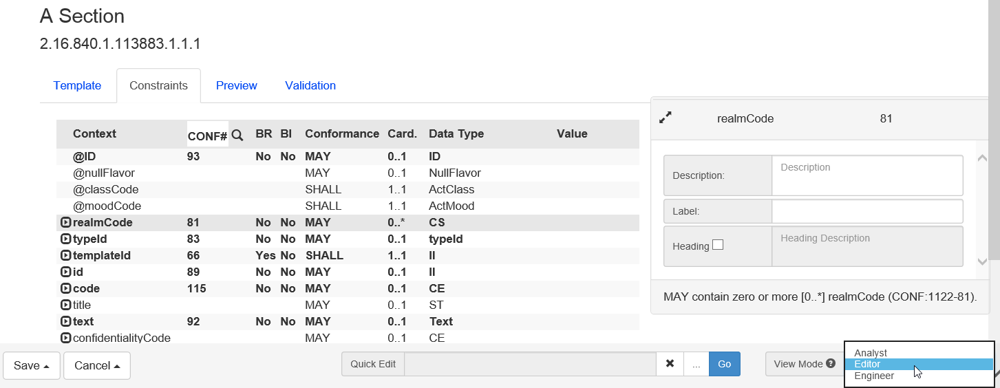 A Section
2.16.840.1.113883.1.1.1
Template Constraints Preview Validation
Context CONF# BR BI Conformance Card. Data Type Value
@ID 93 No No MAY 0..1 ID
@nullFlavor MAY 0..1 NullFlavor
@classCode SHALL 1..1 ActClass
@moodCode SHALL 1..1 ActMood
realmCode 81 No No MAY 0..* CS
typeId 83 No No MAY 0..1 typeId
templateId 66 Yes No SHALL 1..1 II
id 89 No No MAY 0..1 II
code 115 No No MAY 0..1 CE
title MAY 0..1 ST
text 92 No No MAY 0..1 Text
confidentialityCode MAY 0..1 CE
realmCode 81
Description: Description
Label:
Heading Heading Description
MAY contain zero or more [0..*] realmCode (CONF:1122-81).
Save Cancel Quick Edit ... Go View Mode ?
Analyst
Editor
Engineer